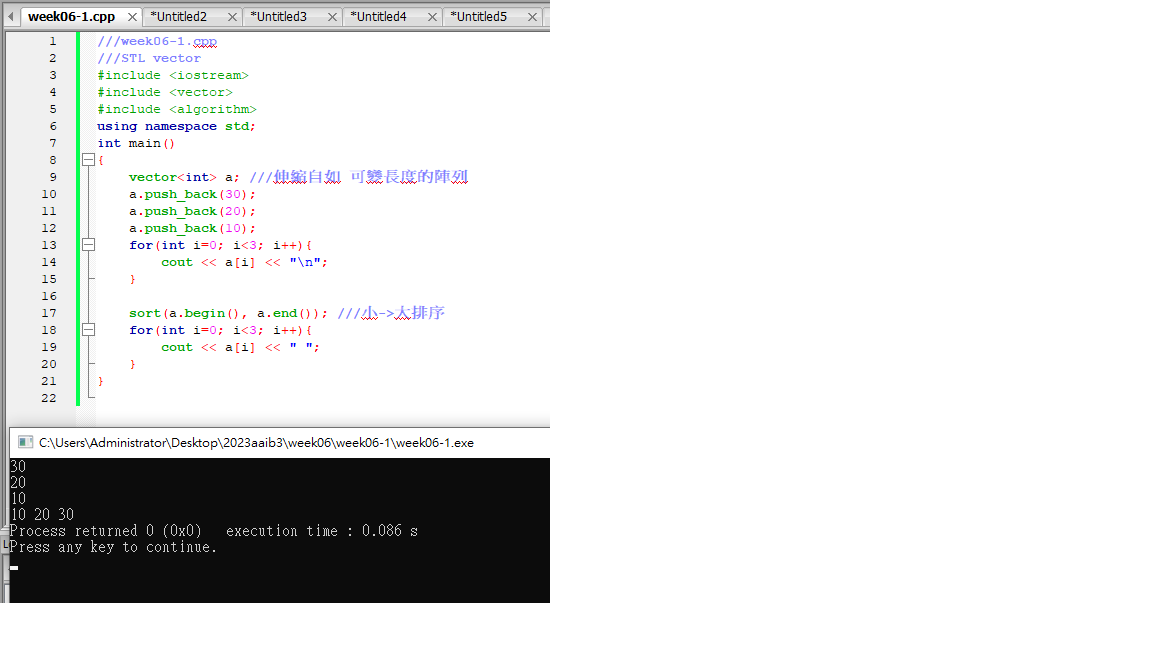 week06-1.cpp *Untitled2 *Untitled3 *Untitled4 *Untitled5
1 ///week06-1.cpp
2 ///STL vector
3 #include <iostream>
4 #include <vector>
5 #include <algorithm>
6 using namespace std;
7 int main()
8 {
9 vector<int> a; ///伸縮自如 可變長度的陣列
10 a.push_back(30);
11 a.push_back(20);
12 a.push_back(10);
13 for(int i=0; i<3; i++){
14 cout << a[i] << "\n";
15 }
16
17 sort(a.begin(), a.end()); ///小->大排序
18 for(int i=0; i<3; i++){
19 cout << a[i] << " ";
20 }
21 }
22
C:\Users\Administrator\Desktop\2023aaib3\week06\week06-1\week06-1.exe
30
20
10
10 20 30
Process returned 0 (0x0) execution time : 0.086 s
Press any key to continue.